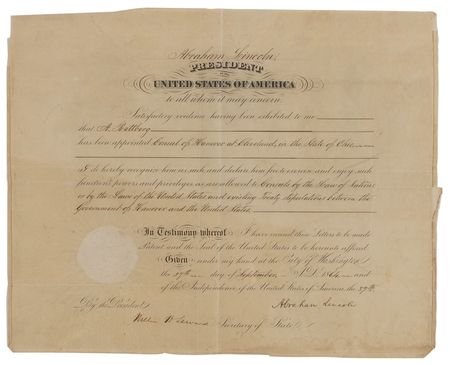 Abraham Lincoln,
PRESIDENT
OF THE
UNITED STATES OF AMERICA
to all whom it may concern.
Satisfactory evidence having been exhibited to me
that A. Rettberg
has been appointed Consul of Hanover at Cleveland, in the State of Ohio
I do hereby recognize him as such and declare him free to exercise and enjoy such
functions powers and privileges as are allowed to Consuls by the Law of Nations
or by the Laws of the United States and existing Treaty stipulations between the
Government of Hanover and the United States.
In Testimony whereof I have caused these Letters to be made
Patent and the Seal of the United States to be hereunto affixed.
Given under my hand at the City of Washington
the 27th day of September A.D. 1864 and
of the Independence of the United States of America, the 89th.
By the President, Abraham Lincoln
William H Seward Secretary of State